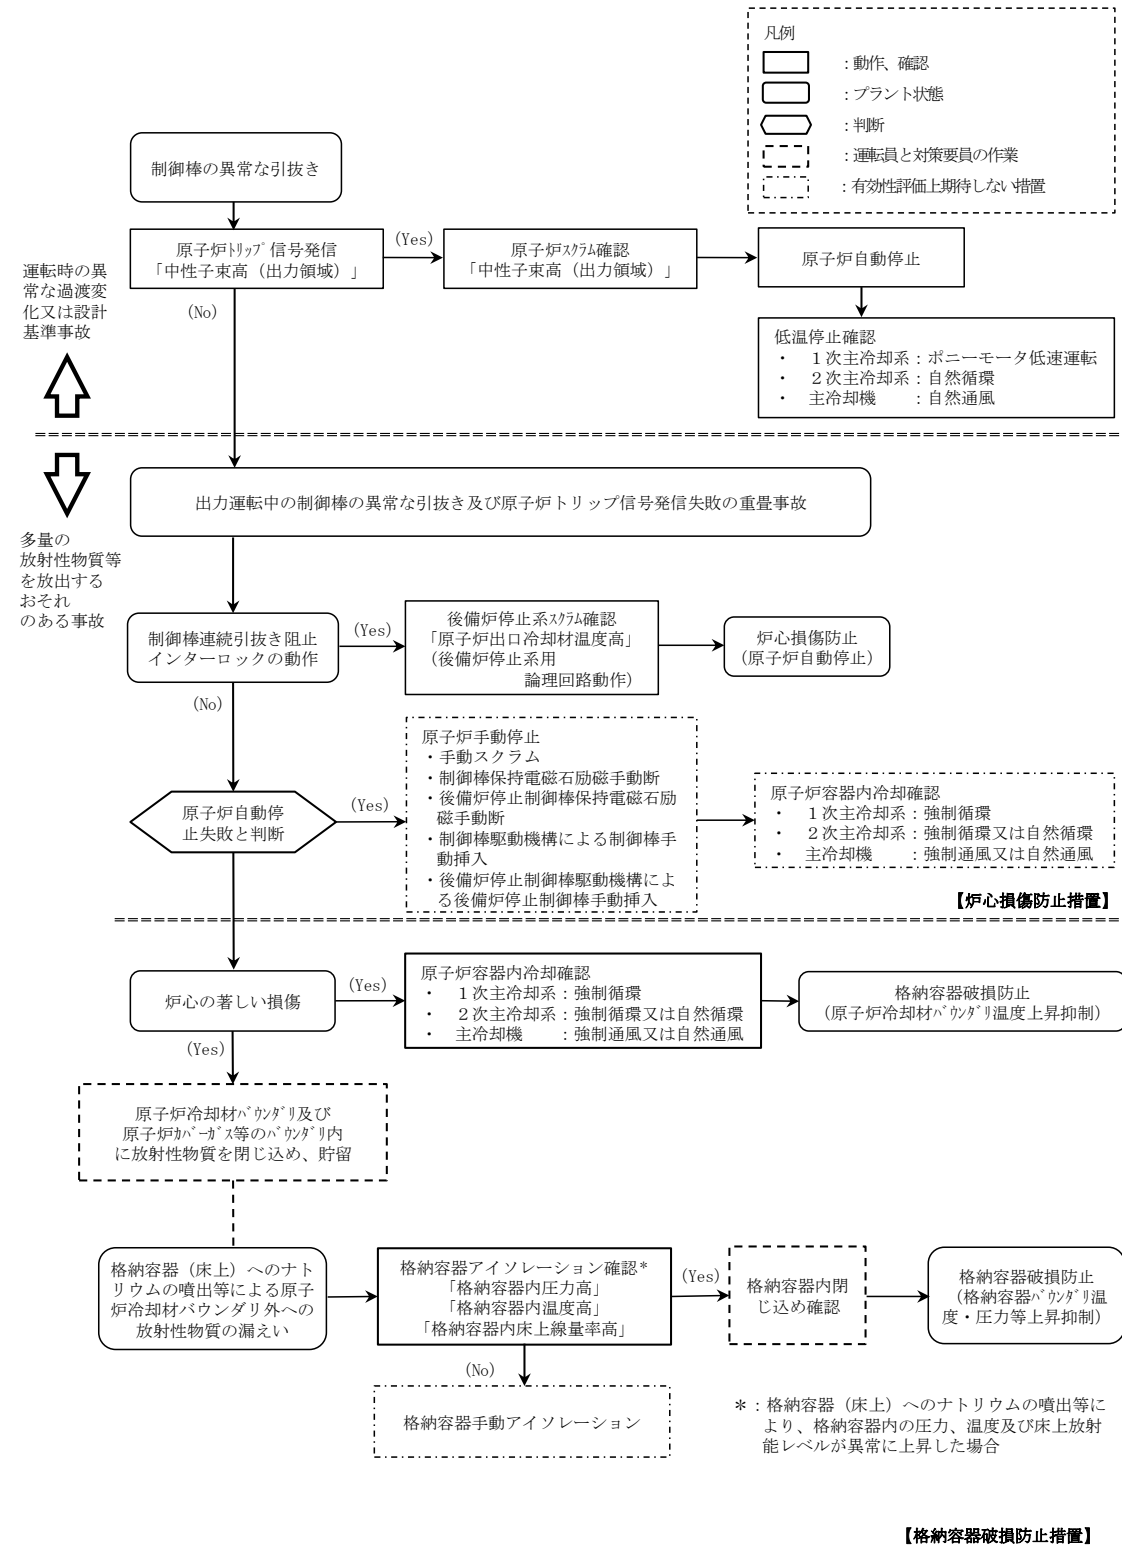 凡例
：動作、確認
：プラント状態
：判断
：運転員と対策要員の作業
：有効性評価上期待しない措置
制御棒の異常な引抜き
原子炉ﾄﾘｯﾌﾟ信号発信
「中性子束高（出力領域）」
(Yes)
原子炉ｽｸﾗﾑ確認
「中性子束高（出力領域）」
原子炉自動停止
(No)
運転時の異
常な過渡変
化又は設計
基準事故
低温停止確認
・　１次主冷却系：ポニーモータ低速運転
・　２次主冷却系：自然循環
・　主冷却機　　：自然通風
出力運転中の制御棒の異常な引抜き及び原子炉トリップ信号発信失敗の重畳事故
多量の
放射性物質等
を放出する
おそれ
のある事故
制御棒連続引抜き阻止
インターロックの動作
(Yes)
後備炉停止系ｽｸﾗﾑ確認
「原子炉出口冷却材温度高」
（後備炉停止系用
論理回路動作）
炉心損傷防止
（原子炉自動停止）
(No)
原子炉自動停
止失敗と判断
(Yes)
原子炉手動停止
・手動スクラム
・制御棒保持電磁石励磁手動断
・後備炉停止制御棒保持電磁石励
磁手動断
・制御棒駆動機構による制御棒手
動挿入
・後備炉停止制御棒駆動機構によ
る後備炉停止制御棒手動挿入
原子炉容器内冷却確認
・　１次主冷却系：強制循環
・　２次主冷却系：強制循環又は自然循環
・　主冷却機　　：強制通風又は自然通風
【炉心損傷防止措置】
炉心の著しい損傷
(Yes)
原子炉容器内冷却確認
・　１次主冷却系：強制循環
・　２次主冷却系：強制循環又は自然循環
・　主冷却機　　：強制通風又は自然通風
格納容器破損防止
（原子炉冷却材ﾊﾞｳﾝﾀﾞﾘ温度上昇抑制）
(Yes)
原子炉冷却材ﾊﾞｳﾝﾀﾞﾘ及び
原子炉ｶﾊﾞｰｶﾞｽ等のﾊﾞｳﾝﾀﾞﾘ内
に放射性物質を閉じ込め、貯留
格納容器（床上）へのナト
リウムの噴出等による原子
炉冷却材バウンダリ外への
放射性物質の漏えい
格納容器アイソレーション確認*
「格納容器内圧力高」
「格納容器内温度高」
「格納容器内床上線量率高」
(Yes)
格納容器内閉
じ込め確認
格納容器破損防止
（格納容器ﾊﾞｳﾝﾀﾞﾘ温
度・圧力等上昇抑制）
(No)
格納容器手動アイソレーション
＊：格納容器（床上）へのナトリウムの噴出等に
より、格納容器内の圧力、温度及び床上放射
能レベルが異常に上昇した場合
【格納容器破損防止措置】